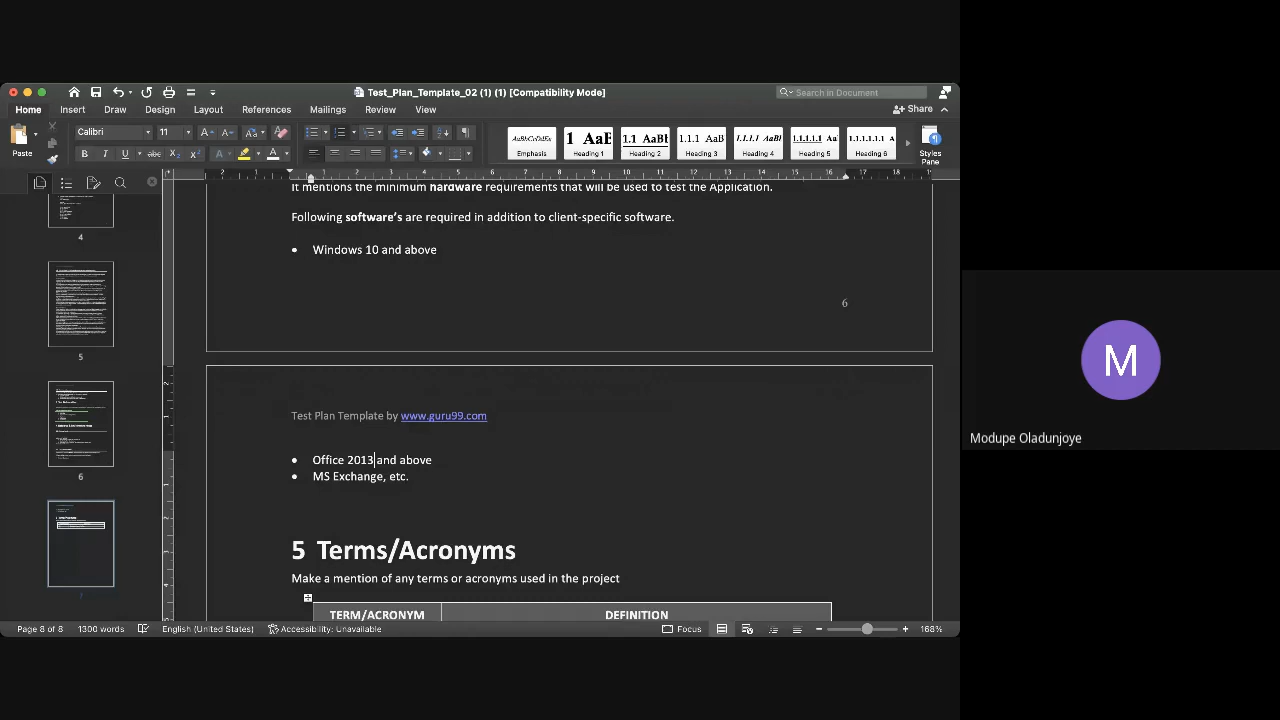 Test_Plan_Template_02 (1) (1) [Compatibility Mode]
Search in Document
Home Insert Draw Design Layout References Mailings Review View
Share
Paste
Calibri 11
AaBbCcDdEe
Emphasis
Heading 1
Heading 2
Heading 3
Heading 4
Heading 5
Heading 6
Styles
Pane
It mentions the minimum hardware requirements that will be used to test the Application.
Following software's are required in addition to client-specific software.
• Windows 10 and above
6
4
5
6
Test Plan Template by www.guru99.com
• Office 2013 and above
• MS Exchange, etc.
5 Terms/Acronyms
Make a mention of any terms or acronyms used in the project
TERM/ACRONYM DEFINITION
Page 8 of 8 1300 words English (United States) Accessibility: Unavailable Focus 168%
M
Modupe Oladunjoye